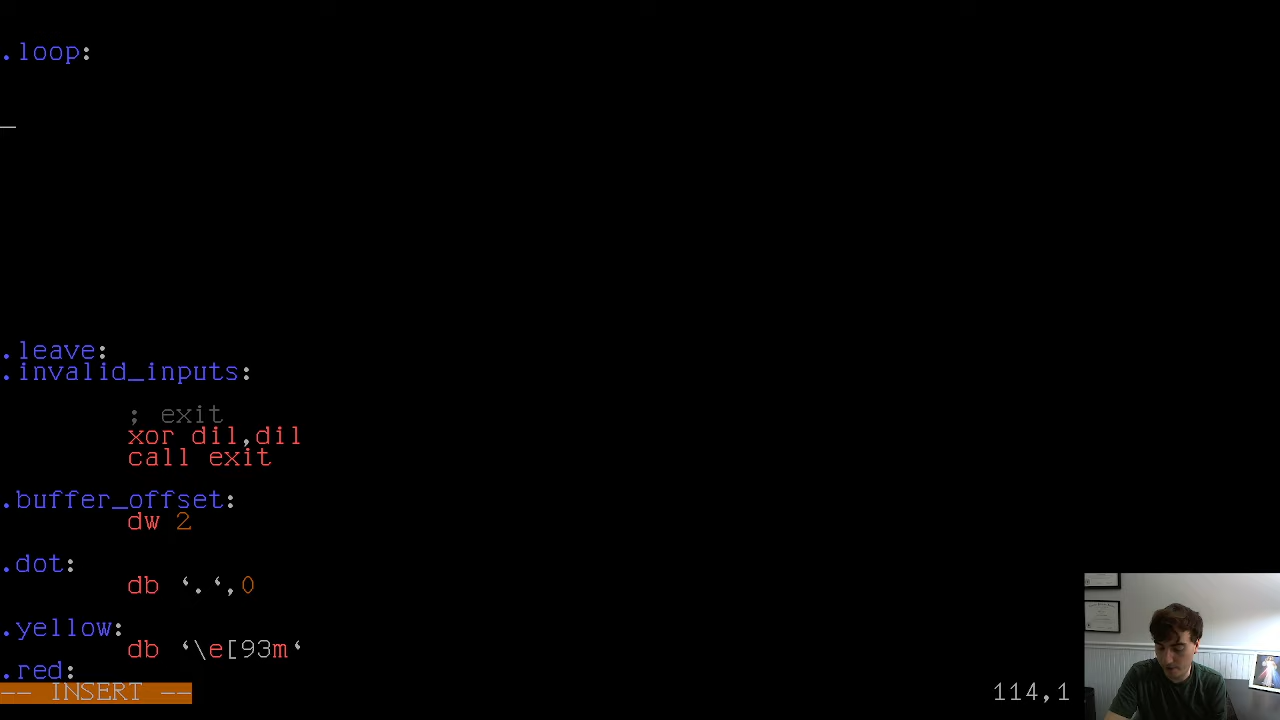 .loop:
.leave:
.invalid_inputs:
; exit
xor dil,dil
call exit
.buffer_offset:
dw 2
.dot:
db `.`,0
.yellow:
db `\e[93m`
.red:
-- INSERT --
114,1